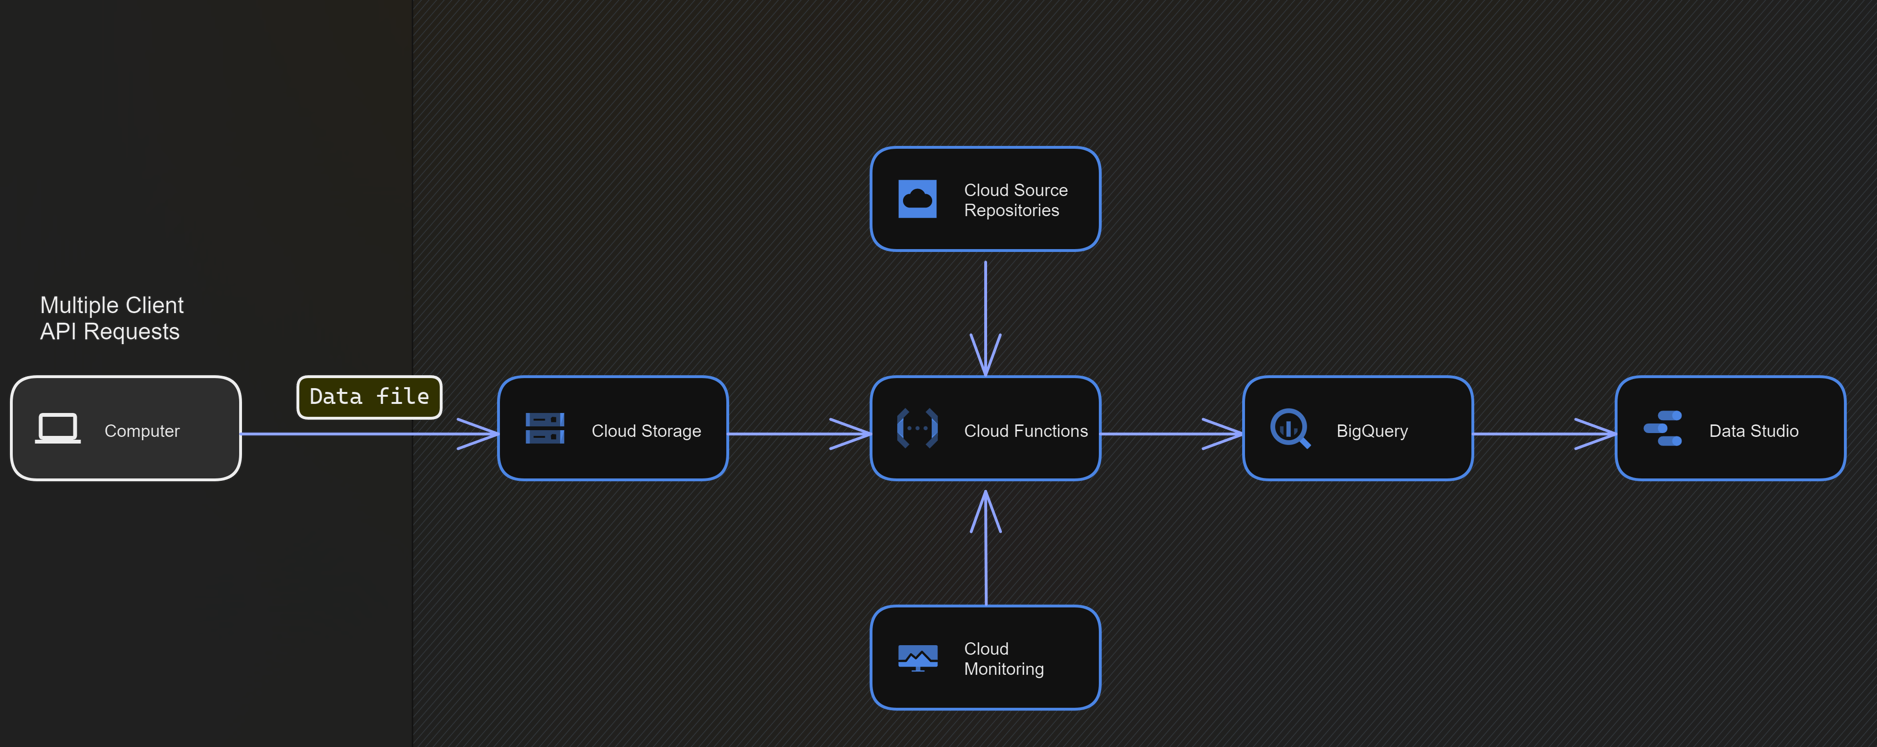 Cloud Source
Repositories
Multiple Client
API Requests
Computer
Data file
Cloud Storage
Cloud Functions
BigQuery
Data Studio
Cloud
Monitoring